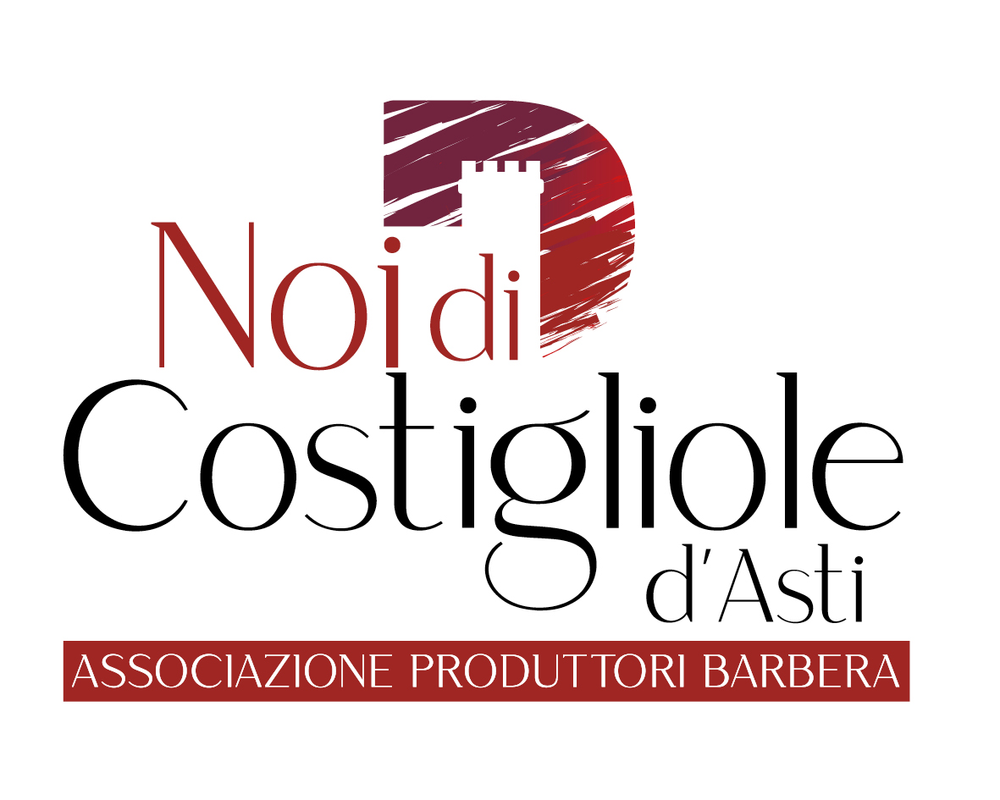 Noi di
Costigliole
d'Asti
ASSOCIAZIONE PRODUTTORI BARBERA